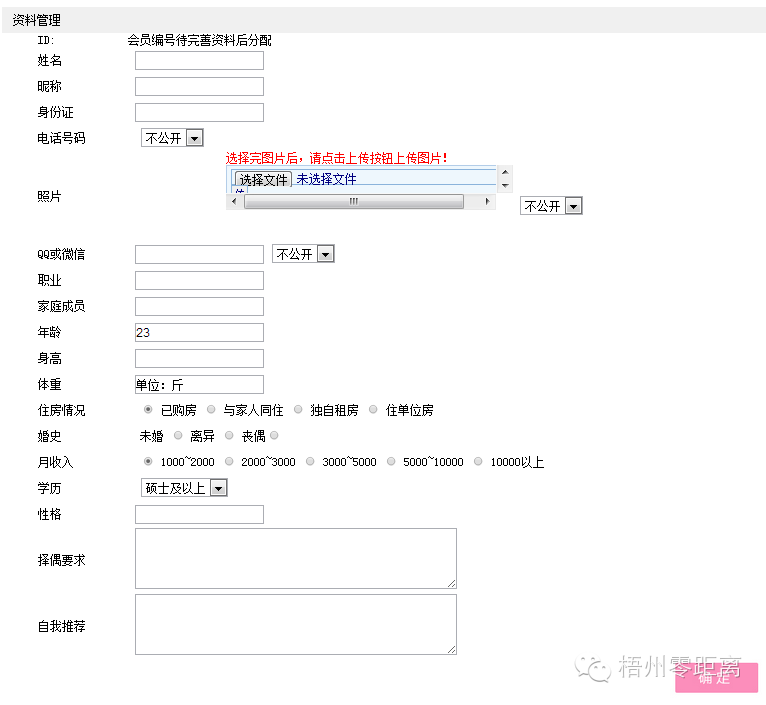 资料管理
ID: 会员编号待完善资料后分配
姓名
昵称
身份证
电话号码 不公开
选择完图片后，请点击上传按钮上传图片！
选择文件 未选择文件
照片 不公开
QQ或微信 不公开
职业
家庭成员
年龄 23
身高
体重 单位：斤
住房情况 已购房 与家人同住 独自租房 住单位房
婚史 未婚 离异 丧偶
月收入 1000~2000 2000~3000 3000~5000 5000~10000 10000以上
学历 硕士及以上
性格
择偶要求
自我推荐
梧州零距离
确 定